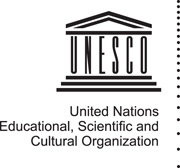 UNESCO
United Nations
Educational, Scientific and
Cultural Organization